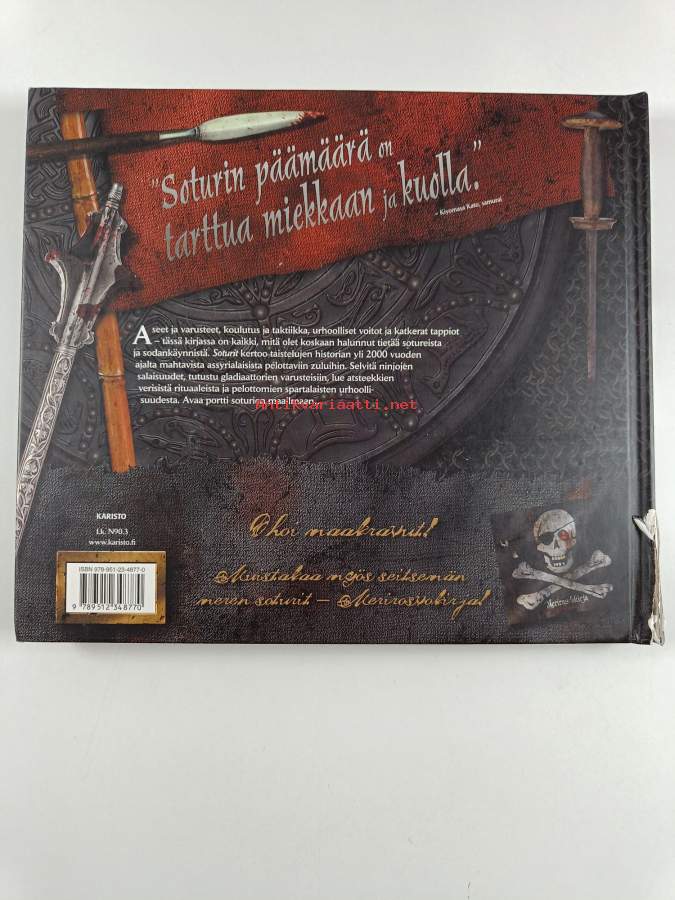 "Soturin päämäärä on
tarttua miekkaan ja kuolla."
– Kiyomasa Kato, samurai
Aseet ja varusteet, koulutus ja taktiikka, urhoolliset voitot ja katkerat tappiot
– tässä kirjassa on kaikki, mitä olet koskaan halunnut tietää sotureista
ja sodankäynnistä. Soturit kertoo taistelujen historian yli 2000 vuoden
ajalta mahtavista assyrialaisista pelottaviin zuluihin. Selvitä ninjojen
salaisuudet, tutustu gladiaattorien varusteisiin, lue atsteekkien
verisistä rituaaleista ja pelottomien spartalaisten urhoolli-
suudesta. Avaa portti soturien maailmaan.
Antikvariaatti.net
KARISTO
Lk. N90.3
www.karisto.fi
ISBN 978-951-23-4877-0
9 789512 348770
Ohoi maakravut!
Muistakaa myös seitsemän
meren soturit – Merirosvokirja!